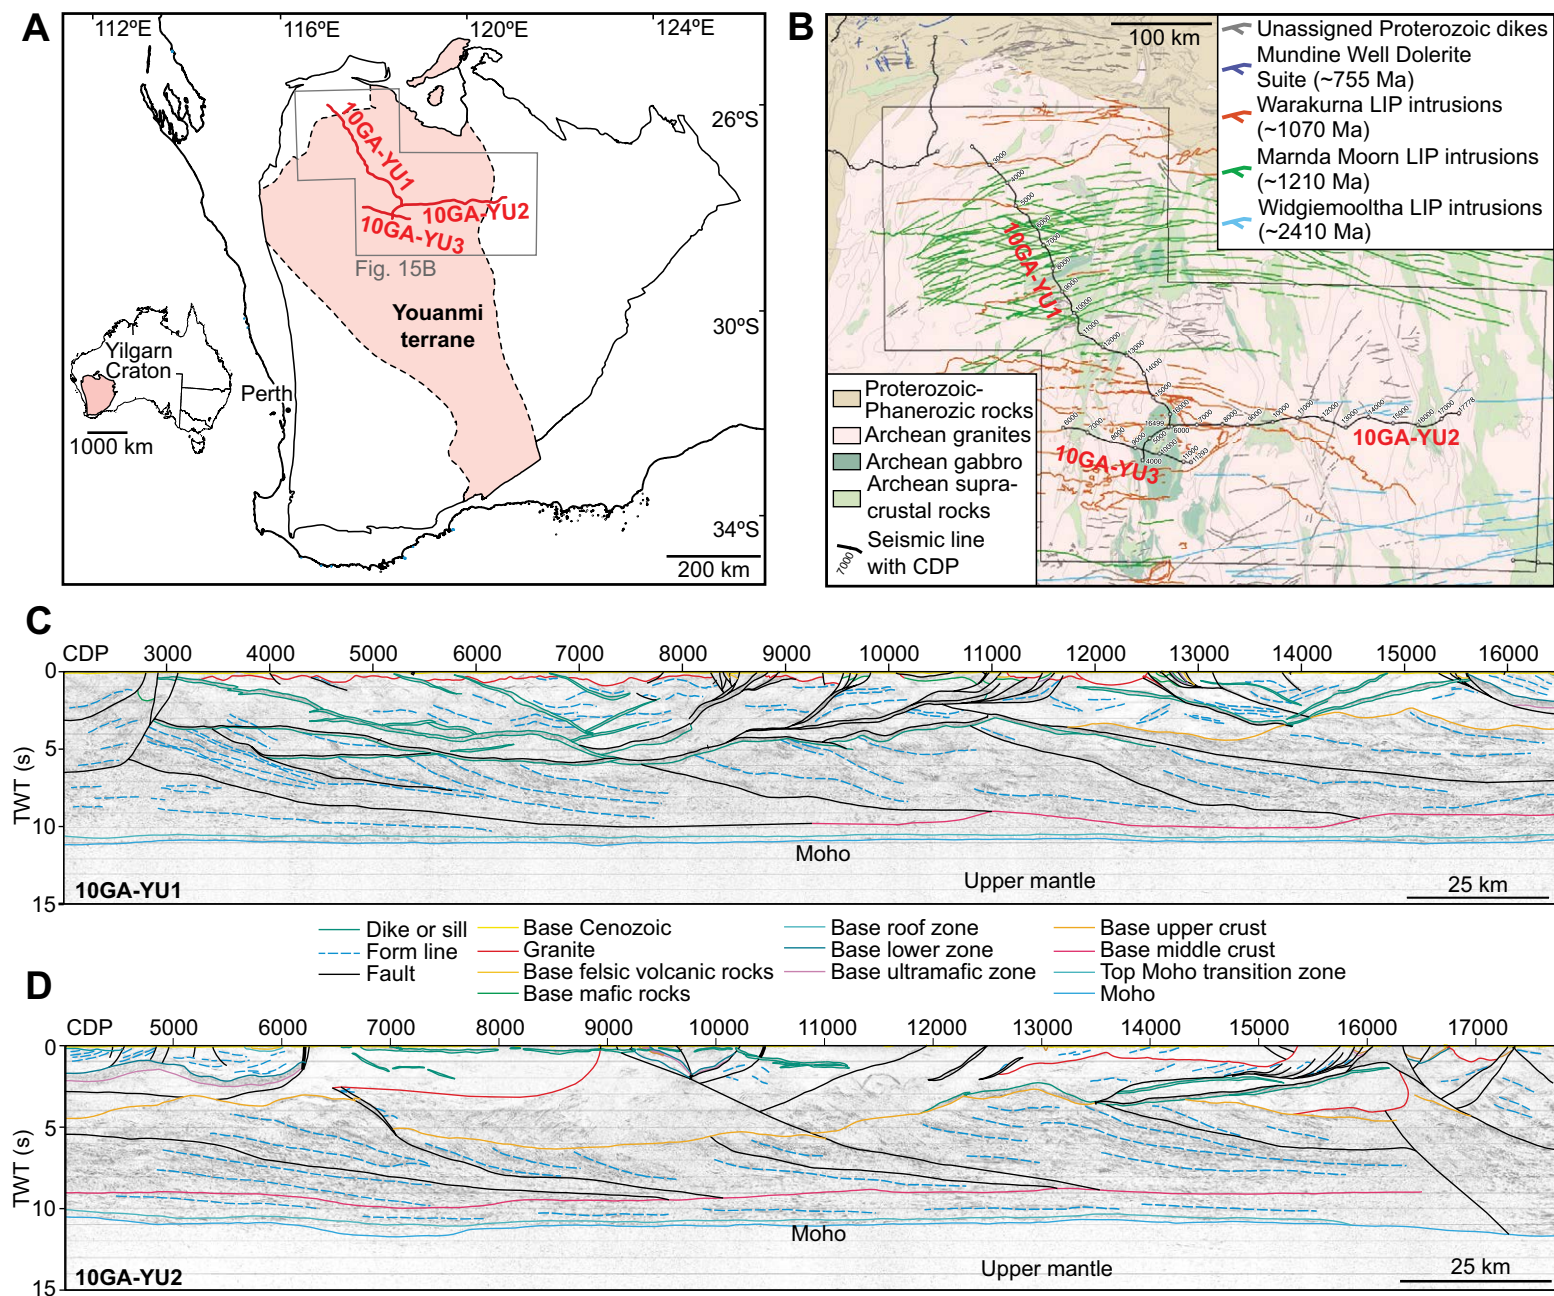 A
112°E
116°E
120°E
124°E
26°S
30°S
34°S
10GA-YU1
10GA-YU2
10GA-YU3
Fig. 15B
Youanmi
terrane
Yilgarn
Craton
Perth
1000 km
200 km
B
100 km
Unassigned Proterozoic dikes
Mundine Well Dolerite
Suite (~755 Ma)
Warakurna LIP intrusions
(~1070 Ma)
Marnda Moorn LIP intrusions
(~1210 Ma)
Widgiemooltha LIP intrusions
(~2410 Ma)
10GA-YU1
10GA-YU2
10GA-YU3
Proterozoic-
Phanerozic rocks
Archean granites
Archean gabbro
Archean supra-
crustal rocks
Seismic line
with CDP
7000
C
CDP 3000 4000 5000 6000 7000 8000 9000 10000 11000 12000 13000 14000 15000 16000
0
5
10
15
TWT (s)
Moho
Upper mantle
10GA-YU1
25 km
Dike or sill
Form line
Fault
Base Cenozoic
Granite
Base felsic volcanic rocks
Base mafic rocks
Base roof zone
Base lower zone
Base ultramafic zone
Base upper crust
Base middle crust
Top Moho transition zone
Moho
D
CDP 5000 6000 7000 8000 9000 10000 11000 12000 13000 14000 15000 16000 17000
0
5
10
15
TWT (s)
Moho
Upper mantle
10GA-YU2
25 km